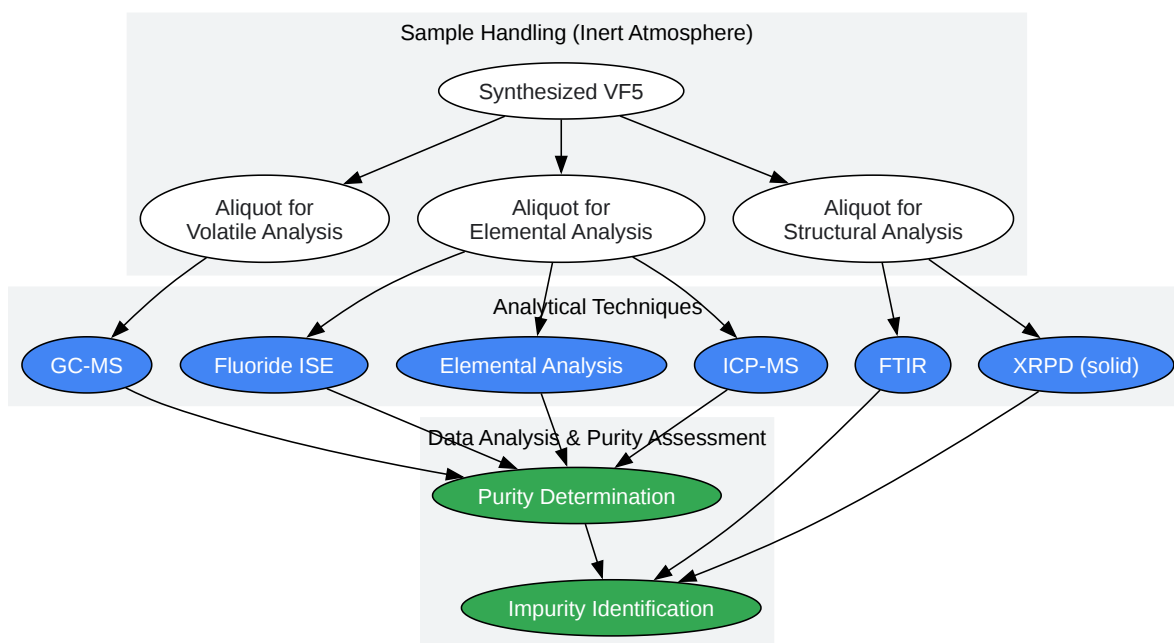 Sample Handling (Inert Atmosphere)
Synthesized VF5
Aliquot for
Volatile Analysis
Aliquot for
Elemental Analysis
Aliquot for
Structural Analysis
Analytical Techniques
GC-MS
Fluoride ISE
Elemental Analysis
ICP-MS
FTIR
XRPD (solid)
Data Analysis & Purity Assessment
Purity Determination
Impurity Identification